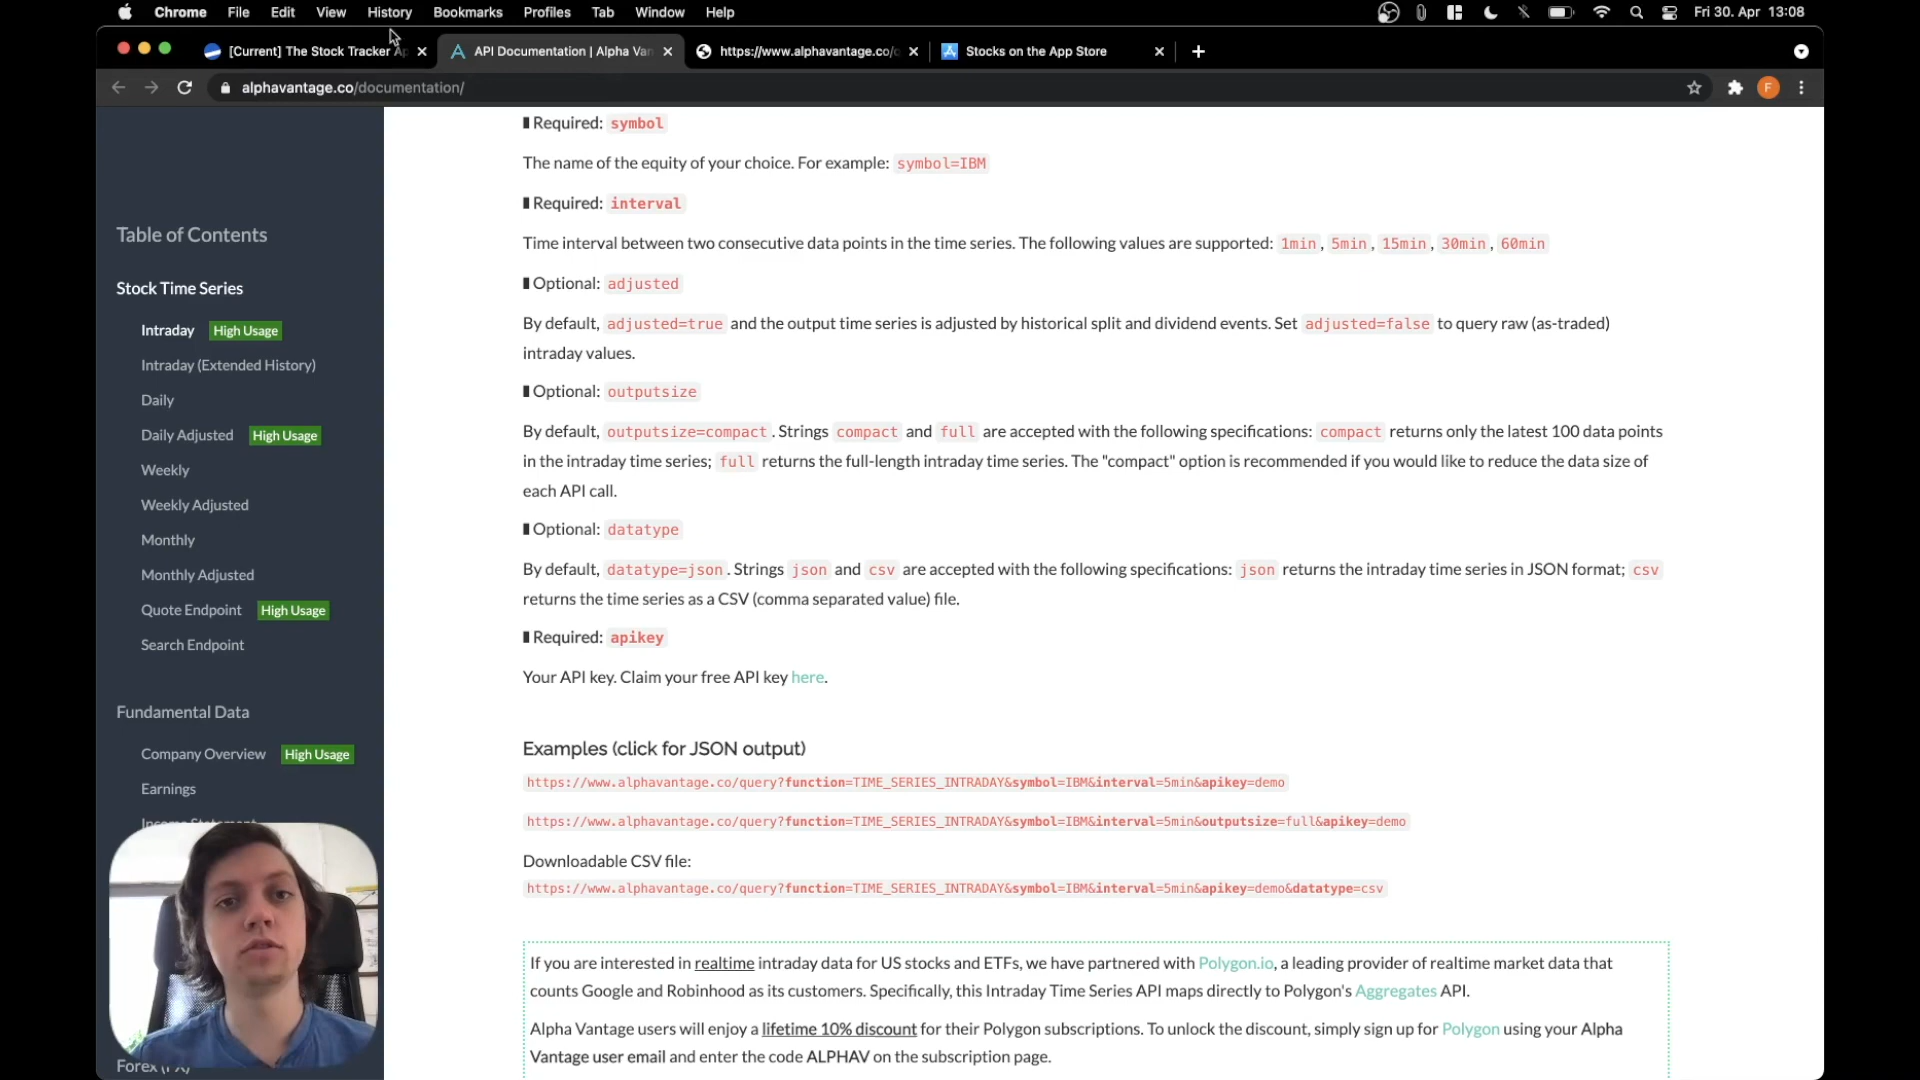 Chrome File Edit View History Bookmarks Profiles Tab Window Help Fri 30. Apr 13:08
[Current] The Stock Tracker Ap API Documentation | Alpha Van https://www.alphavantage.co/q Stocks on the App Store
alphavantage.co/documentation/ F
Table of Contents
Stock Time Series
Intraday High Usage
Intraday (Extended History)
Daily
Daily Adjusted High Usage
Weekly
Weekly Adjusted
Monthly
Monthly Adjusted
Quote Endpoint High Usage
Search Endpoint
Fundamental Data
Company Overview High Usage
Earnings
Income Statement
Forex (FX)
Required: symbol
The name of the equity of your choice. For example: symbol=IBM
Required: interval
Time interval between two consecutive data points in the time series. The following values are supported: 1min, 5min, 15min, 30min, 60min
Optional: adjusted
By default, adjusted=true and the output time series is adjusted by historical split and dividend events. Set adjusted=false to query raw (as-traded)
intraday values.
Optional: outputsize
By default, outputsize=compact. Strings compact and full are accepted with the following specifications: compact returns only the latest 100 data points
in the intraday time series; full returns the full-length intraday time series. The "compact" option is recommended if you would like to reduce the data size of
each API call.
Optional: datatype
By default, datatype=json. Strings json and csv are accepted with the following specifications: json returns the intraday time series in JSON format; csv
returns the time series as a CSV (comma separated value) file.
Required: apikey
Your API key. Claim your free API key here.
Examples (click for JSON output)
https://www.alphavantage.co/query?function=TIME_SERIES_INTRADAY&symbol=IBM&interval=5min&apikey=demo
https://www.alphavantage.co/query?function=TIME_SERIES_INTRADAY&symbol=IBM&interval=5min&outputsize=full&apikey=demo
Downloadable CSV file:
https://www.alphavantage.co/query?function=TIME_SERIES_INTRADAY&symbol=IBM&interval=5min&apikey=demo&datatype=csv
If you are interested in realtime intraday data for US stocks and ETFs, we have partnered with Polygon.io, a leading provider of realtime market data that
counts Google and Robinhood as its customers. Specifically, this Intraday Time Series API maps directly to Polygon's Aggregates API.
Alpha Vantage users will enjoy a lifetime 10% discount for their Polygon subscriptions. To unlock the discount, simply sign up for Polygon using your Alpha
Vantage user email and enter the code ALPHAV on the subscription page.